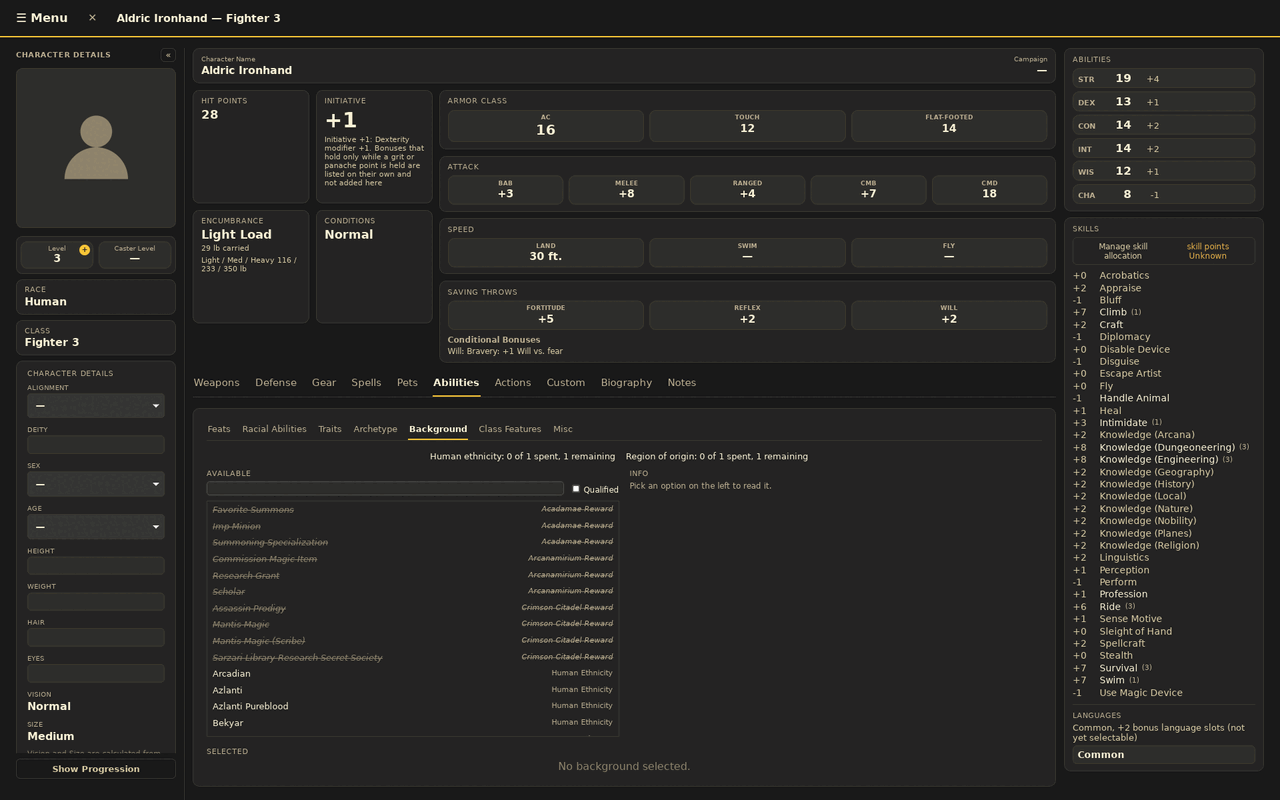 ☰ Menu ✕ Aldric Ironhand — Fighter 3
CHARACTER DETAILS «
Level
3
+
Caster Level
—
RACE
Human
CLASS
Fighter 3
CHARACTER DETAILS
ALIGNMENT
—
DEITY
SEX
—
AGE
—
HEIGHT
WEIGHT
HAIR
EYES
VISION
Normal
SIZE
Medium
Vision and Size are calculated from
Show Progression
Character Name
Aldric Ironhand
Campaign
—
HIT POINTS
28
INITIATIVE
+1
Initiative +1: Dexterity
modifier +1. Bonuses that
hold only while a grit or
panache point is held are
listed on their own and
not added here
ENCUMBRANCE
Light Load
29 lb carried
Light / Med / Heavy 116 /
233 / 350 lb
CONDITIONS
Normal
ARMOR CLASS
AC
16
TOUCH
12
FLAT-FOOTED
14
ATTACK
BAB
+3
MELEE
+8
RANGED
+4
CMB
+7
CMD
18
SPEED
LAND
30 ft.
SWIM
—
FLY
—
SAVING THROWS
FORTITUDE
+5
REFLEX
+2
WILL
+2
Conditional Bonuses
Will: Bravery: +1 Will vs. fear
Weapons Defense Gear Spells Pets Abilities Actions Custom Biography Notes
Feats Racial Abilities Traits Archetype Background Class Features Misc
Human ethnicity: 0 of 1 spent, 1 remaining Region of origin: 0 of 1 spent, 1 remaining
AVAILABLE
Qualified
Favorite Summons Acadamae Reward
Imp Minion Acadamae Reward
Summoning Specialization Acadamae Reward
Commission Magic Item Arcanamirium Reward
Research Grant Arcanamirium Reward
Scholar Arcanamirium Reward
Assassin Prodigy Crimson Citadel Reward
Mantis Magic Crimson Citadel Reward
Mantis Magic (Scribe) Crimson Citadel Reward
Sarzari Library Research Secret Society Crimson Citadel Reward
Arcadian Human Ethnicity
Azlanti Human Ethnicity
Azlanti Pureblood Human Ethnicity
Bekyar Human Ethnicity
INFO
Pick an option on the left to read it.
SELECTED
No background selected.
ABILITIES
STR 19 +4
DEX 13 +1
CON 14 +2
INT 14 +2
WIS 12 +1
CHA 8 -1
SKILLS
Manage skill
allocation
skill points
Unknown
+0 Acrobatics
+2 Appraise
-1 Bluff
+7 Climb (1)
+2 Craft
-1 Diplomacy
+0 Disable Device
-1 Disguise
+0 Escape Artist
+0 Fly
-1 Handle Animal
+1 Heal
+3 Intimidate (1)
+2 Knowledge (Arcana)
+8 Knowledge (Dungeoneering) (3)
+8 Knowledge (Engineering) (3)
+2 Knowledge (Geography)
+2 Knowledge (History)
+2 Knowledge (Local)
+2 Knowledge (Nature)
+2 Knowledge (Nobility)
+2 Knowledge (Planes)
+2 Knowledge (Religion)
+2 Linguistics
+1 Perception
-1 Perform
+1 Profession
+6 Ride (3)
+1 Sense Motive
+0 Sleight of Hand
+2 Spellcraft
+0 Stealth
+7 Survival (3)
+7 Swim (1)
-1 Use Magic Device
LANGUAGES
Common, +2 bonus language slots (not
yet selectable)
Common